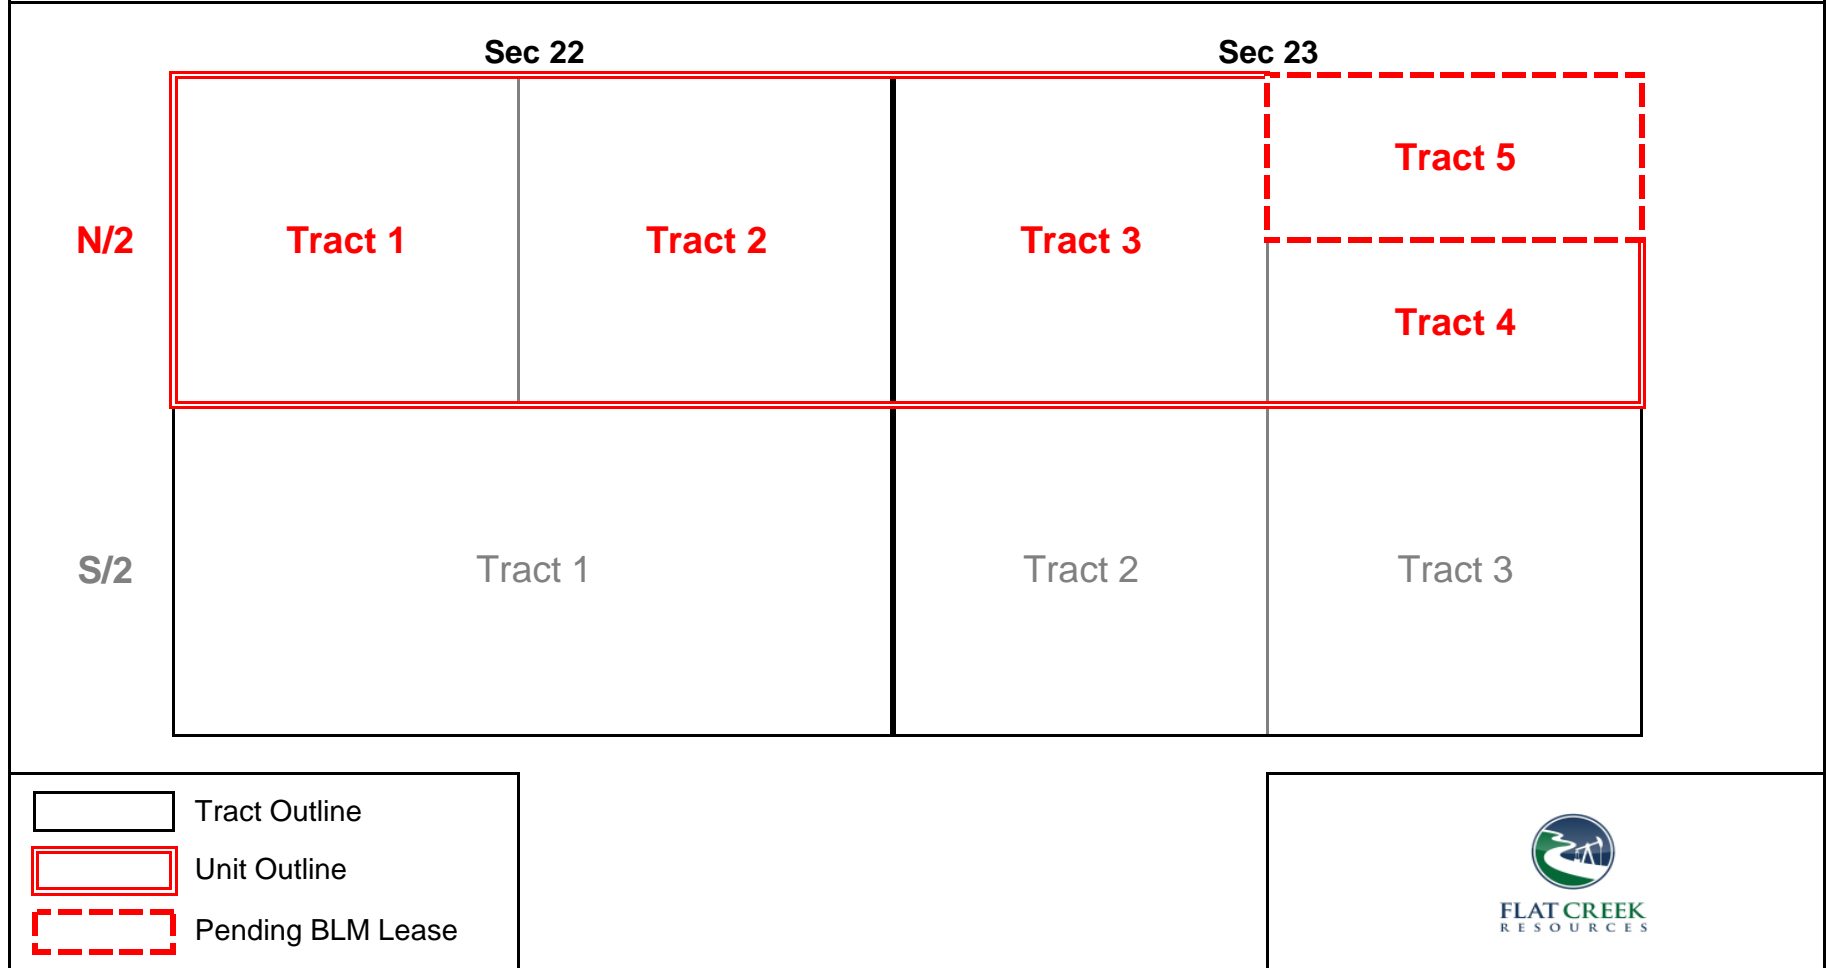 Sec 22
Sec 23
Tract 5
N/2
Tract 1
Tract 2
Tract 3
Tract 4
S/2
Tract 1
Tract 2
Tract 3
Tract Outline
Unit Outline
Pending BLM Lease
FLAT CREEK
RESOURCES